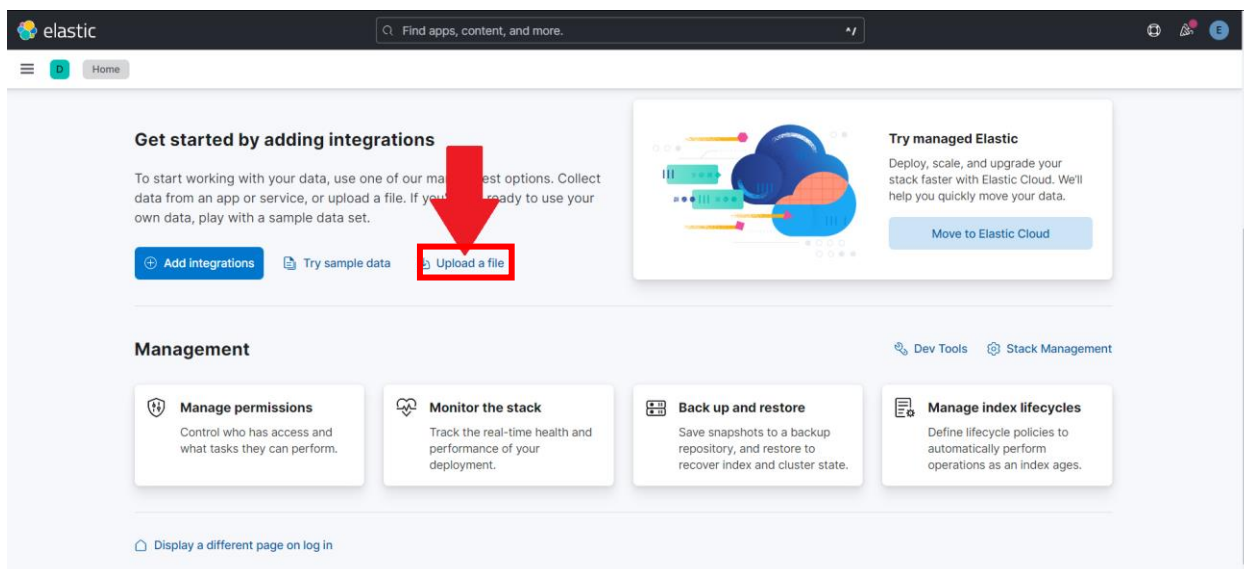 elastic
Find apps, content, and more.
^/
E
D
Home
Get started by adding integrations
To start working with your data, use one of our ma est options. Collect
data from an app or service, or upload a file. If you' ready to use your
own data, play with a sample data set.
Add integrations
Try sample data
Upload a file
Try managed Elastic
Deploy, scale, and upgrade your
stack faster with Elastic Cloud. We'll
help you quickly move your data.
Move to Elastic Cloud
Management
Dev Tools
Stack Management
Manage permissions
Control who has access and
what tasks they can perform.
Monitor the stack
Track the real-time health and
performance of your
deployment.
Back up and restore
Save snapshots to a backup
repository, and restore to
recover index and cluster state.
Manage index lifecycles
Define lifecycle policies to
automatically perform
operations as an index ages.
Display a different page on log in